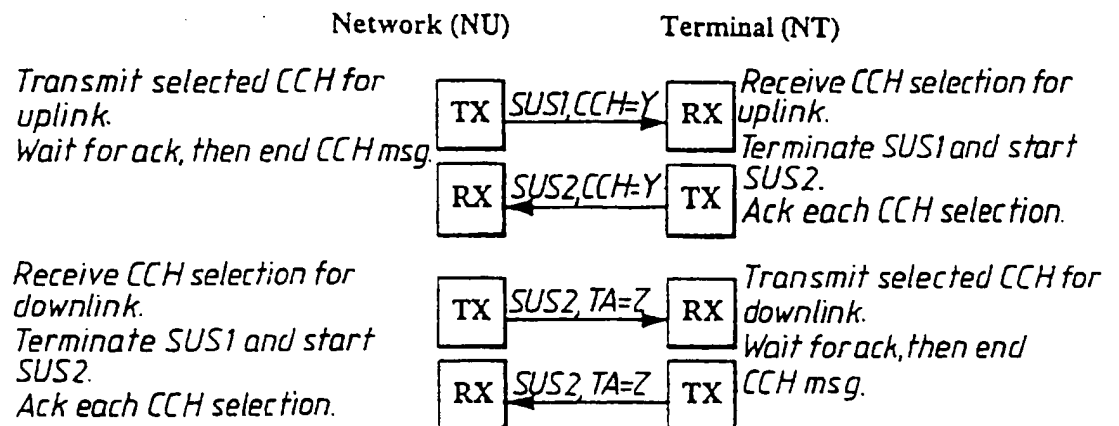 Network (NU) Terminal (NT)
Transmit selected CCH for
uplink.
Wait for ack, then end CCH msg.
TX SUS1,CCH=Y RX
RX SUS2,CCH=Y TX
Receive CCH selection for
uplink.
Terminate SUS1 and start
SUS2.
Ack each CCH selection.
Receive CCH selection for
downlink.
Terminate SUS1 and start
SUS2.
Ack each CCH selection.
TX SUS2, TA=Z RX
RX SUS2, TA=Z TX
Transmit selected CCH for
downlink.
Wait for ack, then end
CCH msg.